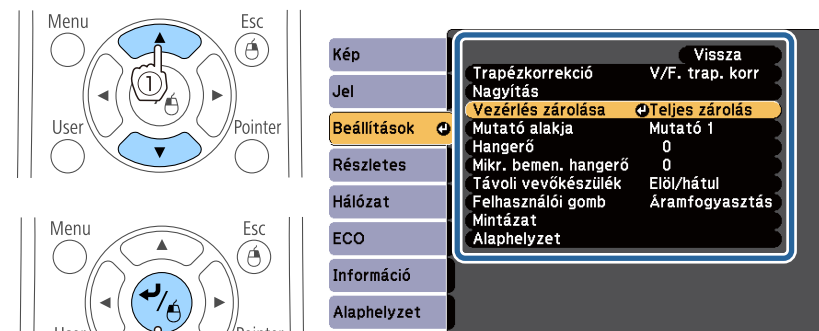 Menu
Esc
①
User
Pointer
Menu
Esc
Kép
Jel
Beállítások
Részletes
Hálózat
ECO
Információ
Alaphelyzet
Vissza
Trapézkorrekció V/F. trap. korr
Nagyítás
Vezérlés zárolása Teljes zárolás
Mutató alakja Mutató 1
Hangerő 0
Mikr. bemen. hangerő 0
Távoli vevőkészülék Elöl/hátul
Felhasználói gomb Áramfogyasztás
Mintázat
Alaphelyzet